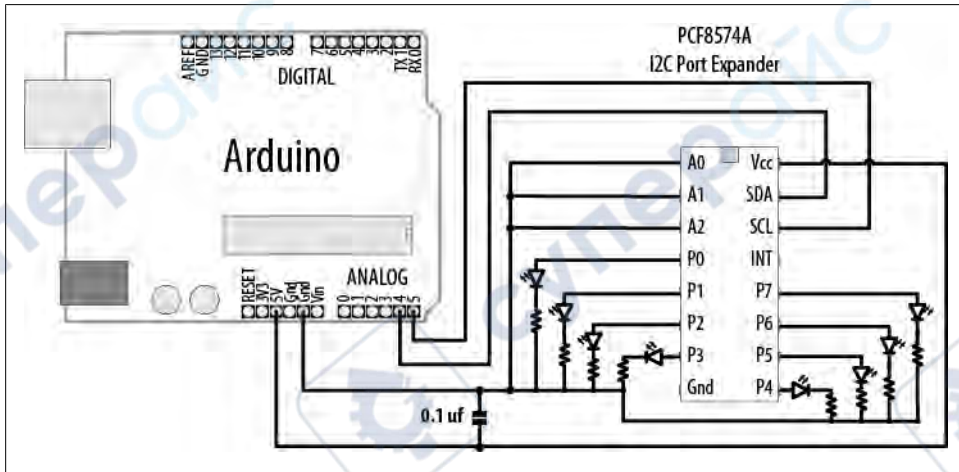 PCF8574A
I2C Port Expander
AREF
GND
13
12
11
10
9
8
7
6
5
4
3
2
TX 1
RX0
DIGITAL
Arduino
ANALOG
RESET
3V3
5V
Gnd
Gnd
Vin
0
1
2
3
4
5
A0
A1
A2
P0
P1
P2
P3
Gnd
Vcc
SDA
SCL
INT
P7
P6
P5
P4
0.1 uf
суперайс